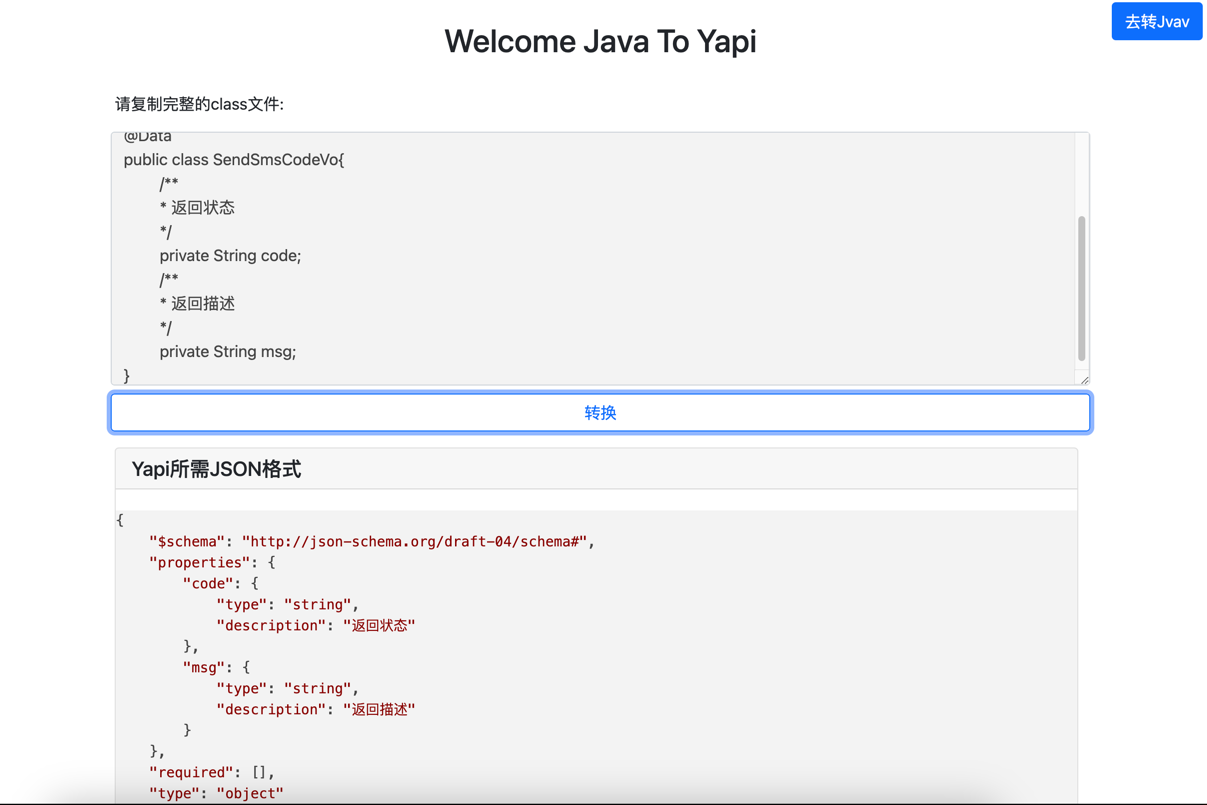 去转Jvav
Welcome Java To Yapi
请复制完整的class文件:
@Data
public class SendSmsCodeVo{
/**
* 返回状态
*/
private String code;
/**
* 返回描述
*/
private String msg;
}
转换
Yapi所需JSON格式
{
"$schema": "http://json-schema.org/draft-04/schema#",
"properties": {
"code": {
"type": "string",
"description": "返回状态"
},
"msg": {
"type": "string",
"description": "返回描述"
}
},
"required": [],
"type": "object"